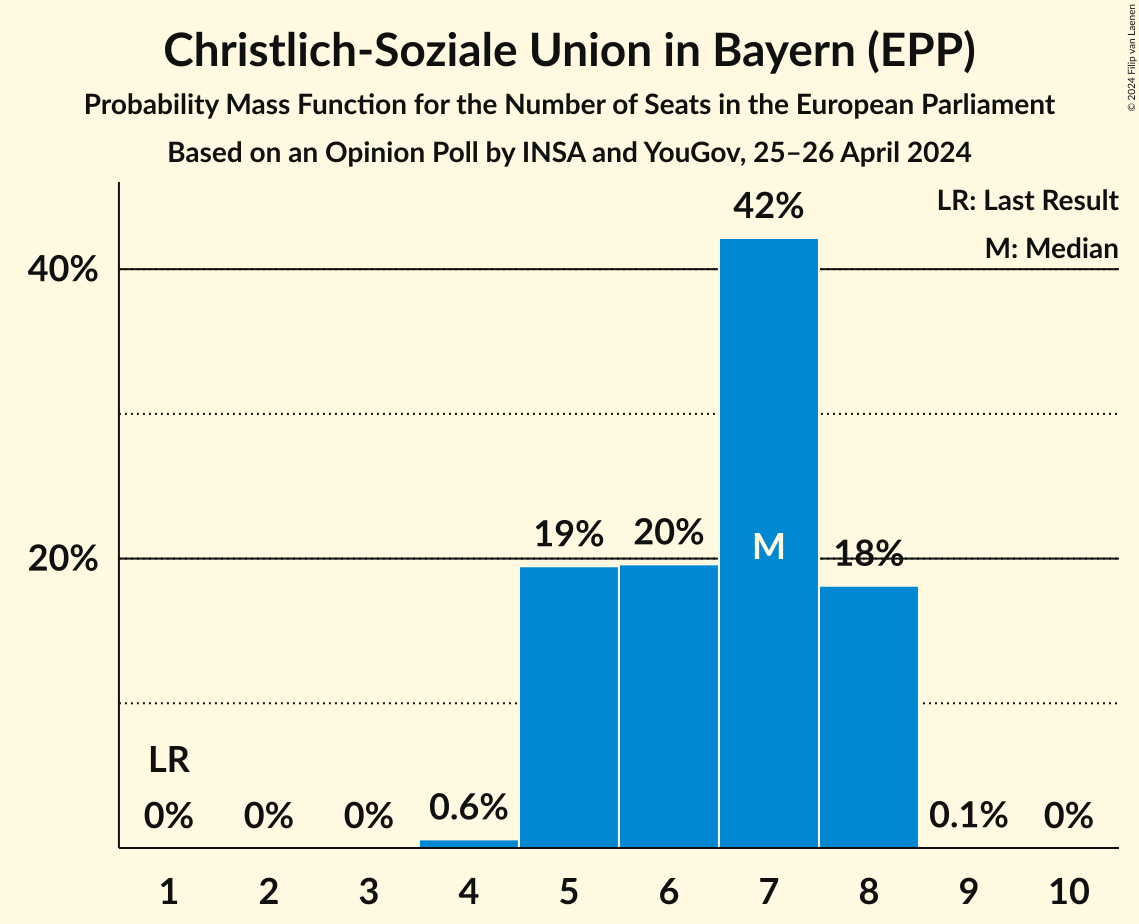 Christlich-Soziale Union in Bayern (EPP)
Probability Mass Function for the Number of Seats in the European Parliament
Based on an Opinion Poll by INSA and YouGov, 25–26 April 2024
© 2024 Filip van Laenen
LR: Last Result
M: Median
42%
40%
20%
19%
20%
M
18%
LR
0%
0%
0%
0.6%
0.1%
0%
1 2 3 4 5 6 7 8 9 10